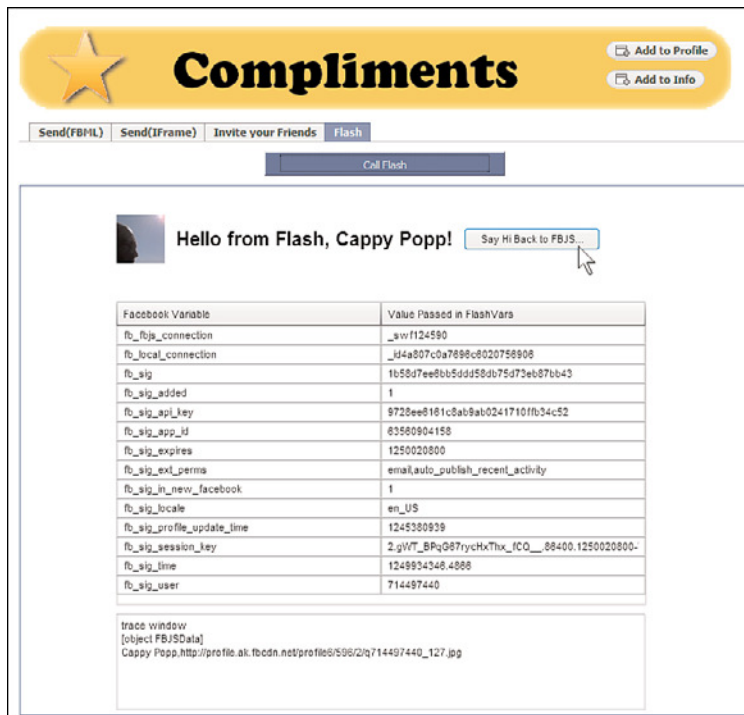 Compliments
Add to Profile
Add to Info
Send(FBML) Send(IFrame) Invite your Friends Flash
Call Flash
Hello from Flash, Cappy Popp! Say Hi Back to FBJS...
Facebook Variable Value Passed in FlashVars
fb_fbjs_connection _swf124590
fb_local_connection _id4a807c0a7696c6020756906
fb_sig 1b58d7ee6bb5ddd58db75d73eb87bb43
fb_sig_added 1
fb_sig_api_key 9728ee6161c8ab9ab0241710ffb34c52
fb_sig_app_id 63560904158
fb_sig_expires 1250020800
fb_sig_ext_perms email,auto_publish_recent_activity
fb_sig_in_new_facebook 1
fb_sig_locale en_US
fb_sig_profile_update_time 1245380939
fb_sig_session_key 2.gWT_BPqG67rycHxThx_fCQ__.86400.1250020800-
fb_sig_time 1249934346.4866
fb_sig_user 714497440
trace window
[object FBJSData]
Cappy Popp,http://profile.ak.fbcdn.net/profile6/596/2/q714497440_127.jpg